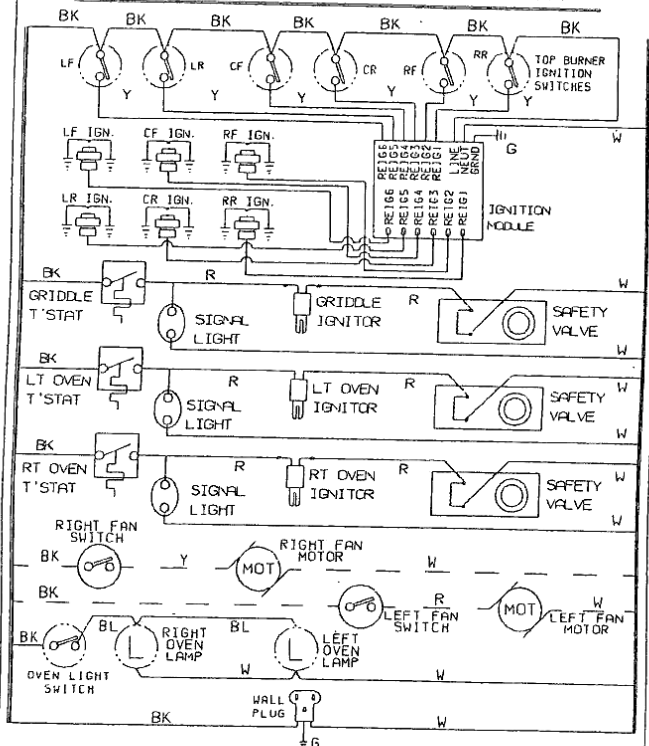 BK BK BK BK BK BK BK
LF LR CF CR RF RR
TOP BURNER
IGNITION
SWITCHES
Y Y Y Y Y
W
G
LF IGN. CF IGN. RF IGN.
REIG6
REIG5
REIG4
REIG3
REIG2
REIG1
LINE
NEUT
GRND
LR IGN. CR IGN. RR IGN.
REIG6
REIG5
REIG4
REIG3
REIG2
REIG1
IGNITION
MODULE
BK R W
GRIDDLE
T'STAT
SIGNAL
LIGHT
GRIDDLE
IGNITOR
R
SAFETY
VALVE
W
BK R W
LT OVEN
T'STAT
SIGNAL
LIGHT
LT OVEN
IGNITOR
R
SAFETY
VALVE
W
BK R W
RT OVEN
T'STAT
SIGNAL
LIGHT
RT OVEN
IGNITOR
R
SAFETY
VALVE
W
RIGHT FAN
SWITCH
BK Y
MOT
RIGHT FAN
MOTOR
W
BK
LEFT FAN
SWITCH
R
MOT
W
LEFT FAN
MOTOR
BK
OVEN LIGHT
SWITCH
BL
L
RIGHT
OVEN
LAMP
BL
L
LEFT
OVEN
LAMP
W W
BK
WALL
PLUG
W
G